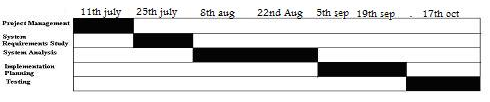 11th july 25th july 8th aug 22nd Aug 5th sep 19th sep . 17th oct
Project Management
System
Requirements Study
System Analysis
Implementation
Planning
Testing